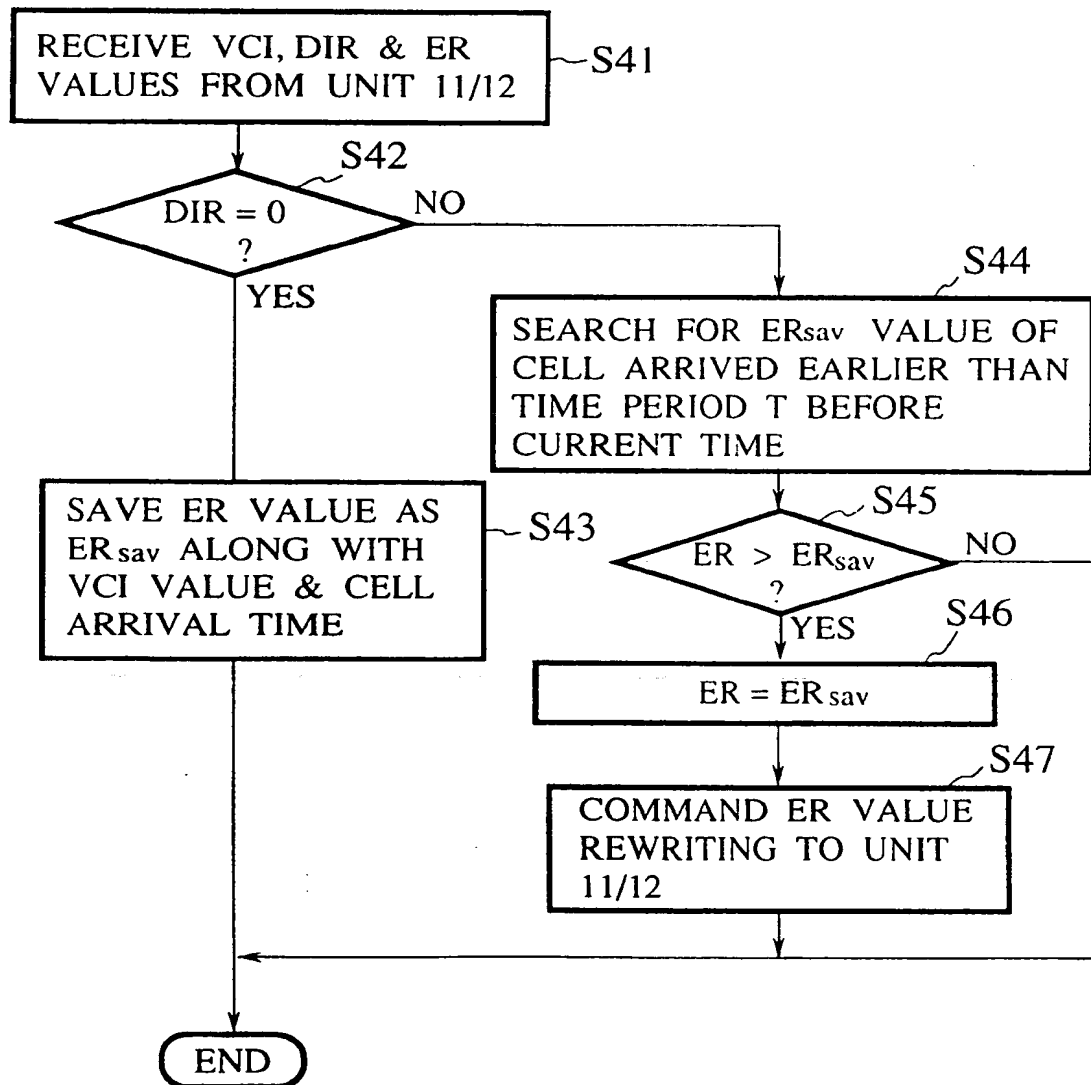 RECEIVE VCI, DIR & ER
VALUES FROM UNIT 11/12
S41
S42
DIR = 0
?
NO
YES
S44
SEARCH FOR ERsav VALUE OF
CELL ARRIVED EARLIER THAN
TIME PERIOD T BEFORE
CURRENT TIME
SAVE ER VALUE AS
ERsav ALONG WITH
VCI VALUE & CELL
ARRIVAL TIME
S43
S45
ER > ERsav
?
NO
YES
S46
ER = ERsav
S47
COMMAND ER VALUE
REWRITING TO UNIT
11/12
END